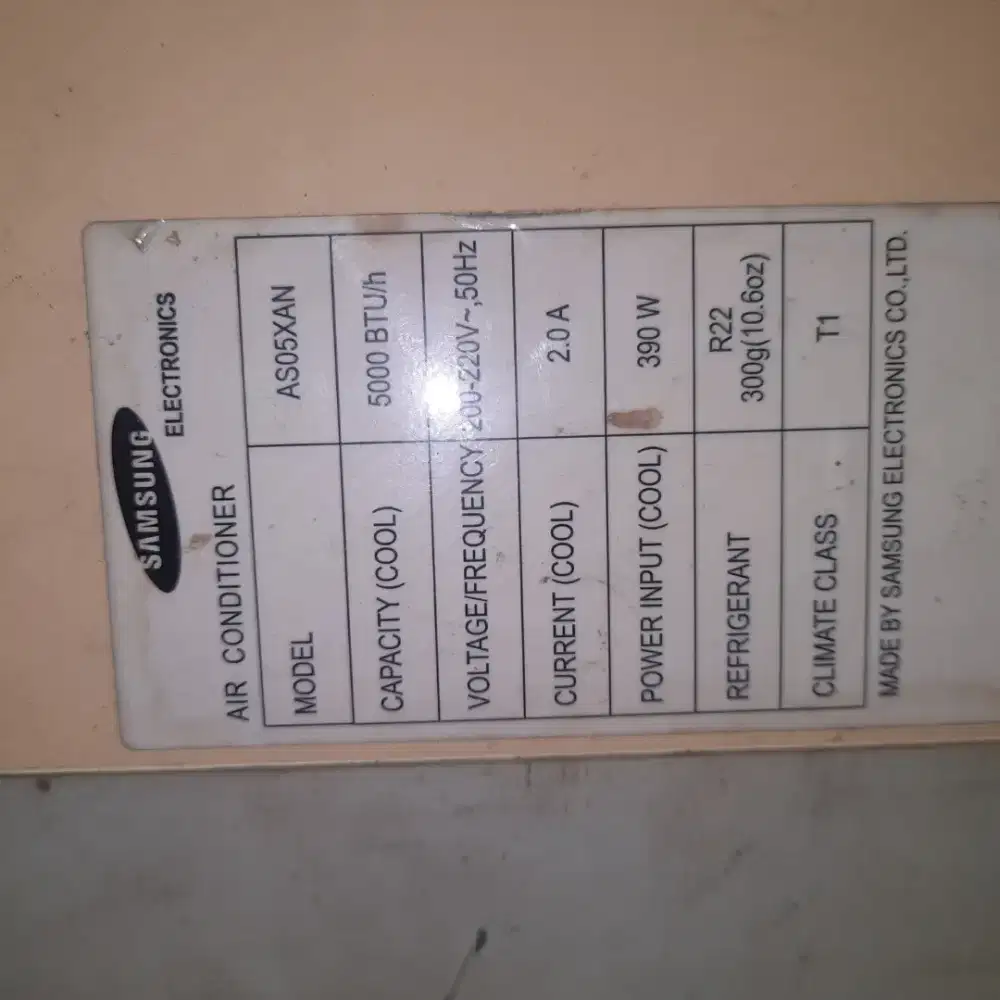 SAMSUNG
ELECTRONICS
AIR CONDITIONER
MODEL AS05XAN
CAPACITY (COOL) 5000 BTU/h
VOLTAGE/FREQUENCY 200-220V~,50Hz
CURRENT (COOL) 2.0 A
POWER INPUT (COOL) 390 W
REFRIGERANT R22
300g(10.6oz)
CLIMATE CLASS T1
MADE BY SAMSUNG ELECTRONICS CO.,LTD.